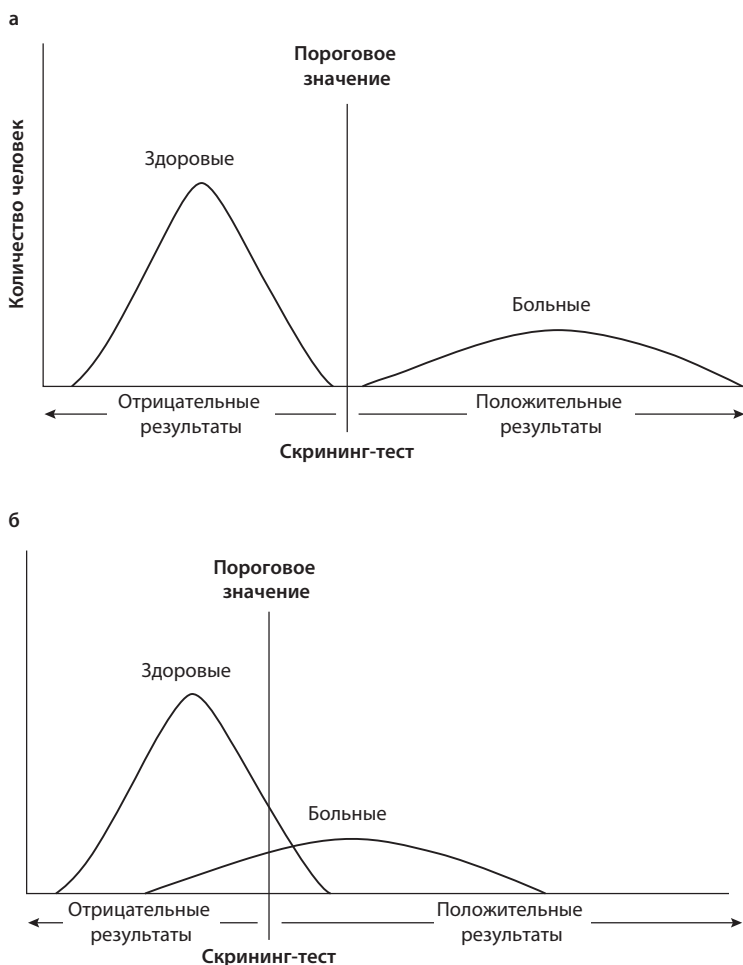 а
Количество человек
Пороговое
значение
Здоровые
Больные
Отрицательные
результаты
Положительные
результаты
Скрининг-тест
б
Пороговое
значение
Здоровые
Больные
Отрицательные
результаты
Положительные
результаты
Скрининг-тест